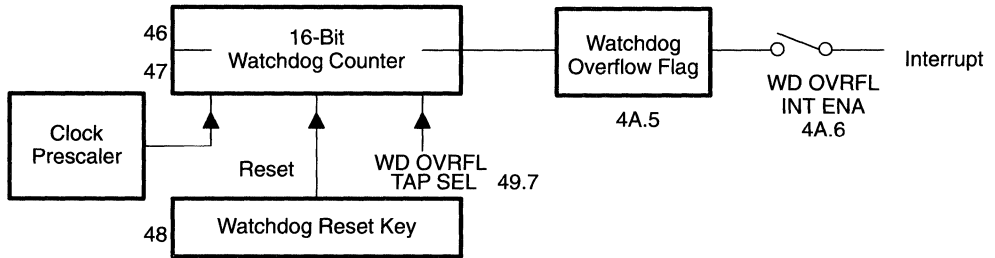 46
47
16-Bit
Watchdog Counter
Watchdog
Overflow Flag
4A.5
Interrupt
WD OVRFL
INT ENA
4A.6
Clock
Prescaler
Reset
WD OVRFL
TAP SEL 49.7
48
Watchdog Reset Key